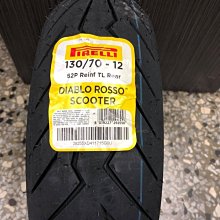 PIRELLI
130/70 - 12
62P Reinf TL Rear
DIABLO ROSSO
SCOOTER